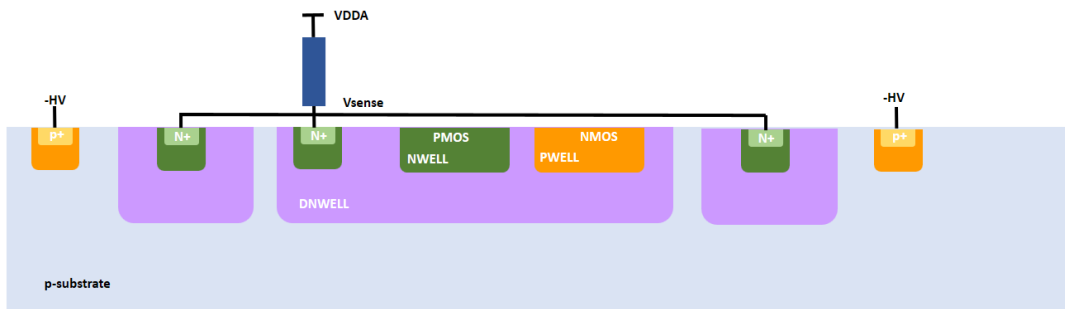 VDDA
-HV
Vsense
-HV
P+
N+
N+
PMOS
NMOS
N+
P+
NWELL
PWELL
DNWELL
p-substrate